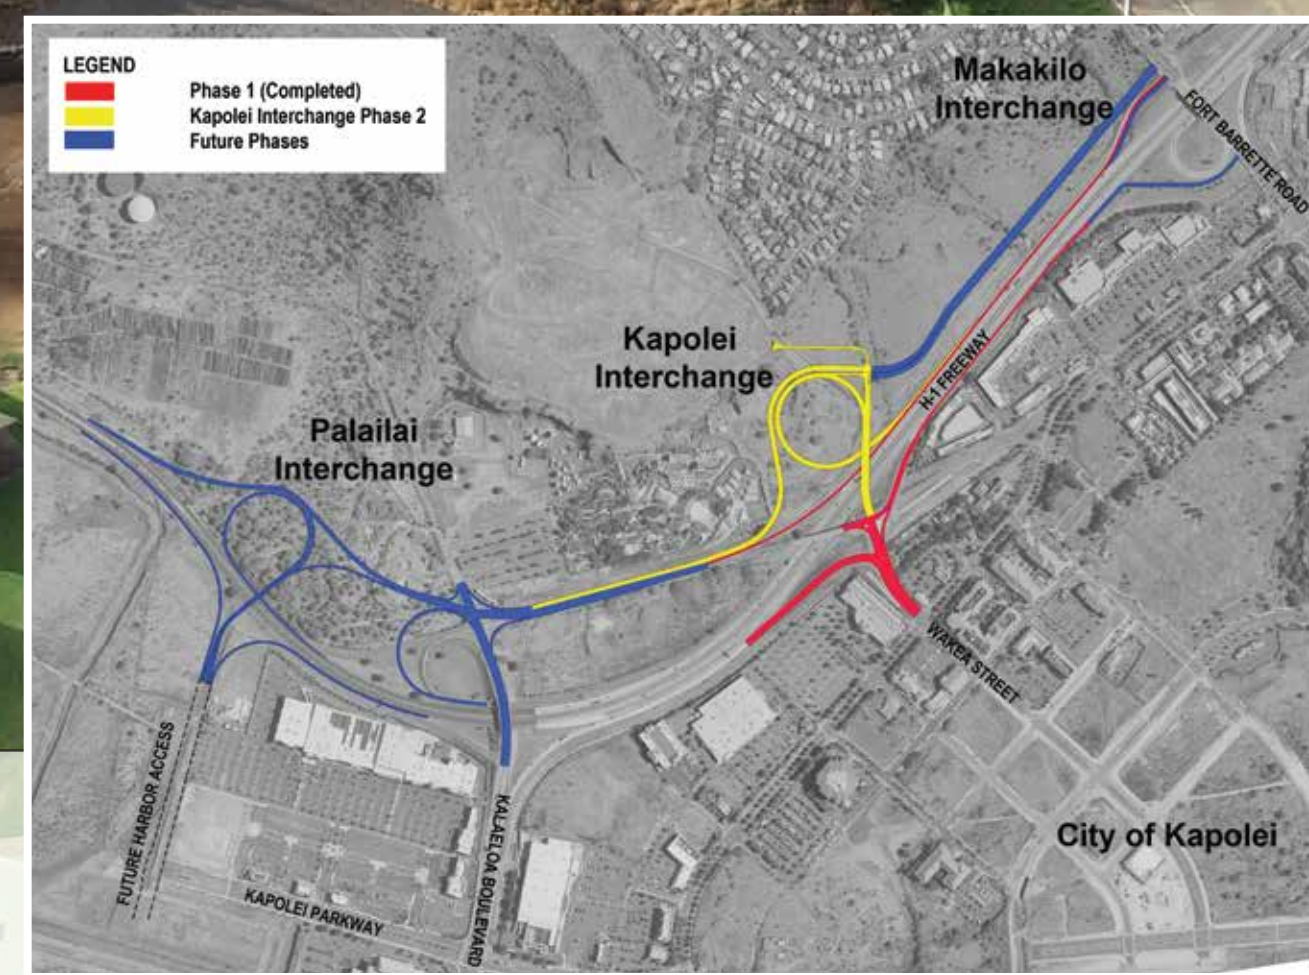 LEGEND
Phase 1 (Completed)
Kapolei Interchange Phase 2
Future Phases
Makakilo
Interchange
FORT BARRETTE ROAD
Kapolei
Interchange
H-1 FREEWAY
Palailai
Interchange
WAKEA STREET
FUTURE HARBOR ACCESS
KALAELOA BOULEVARD
KAPOLEI PARKWAY
City of Kapolei